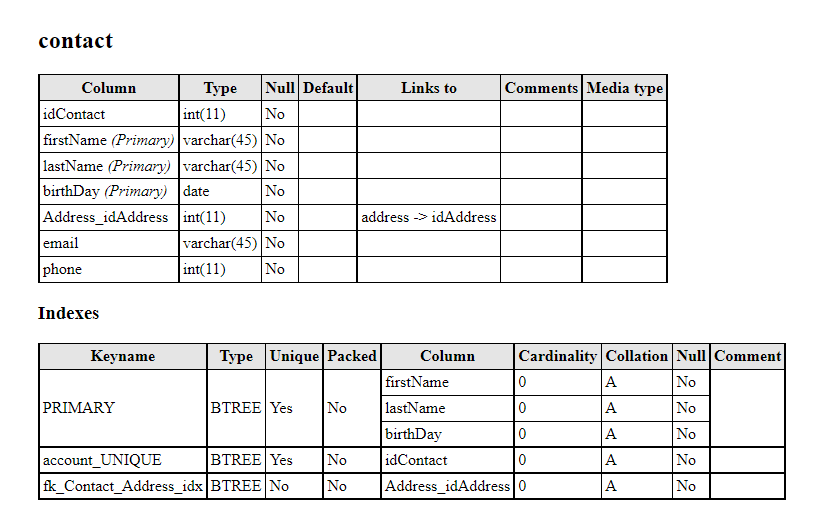 contact
Column Type Null Default Links to Comments Media type
idContact int(11) No
firstName (Primary) varchar(45) No
lastName (Primary) varchar(45) No
birthDay (Primary) date No
Address_idAddress int(11) No address -> idAddress
email varchar(45) No
phone int(11) No
Indexes
Keyname Type Unique Packed Column Cardinality Collation Null Comment
PRIMARY BTREE Yes No firstName 0 A No
lastName 0 A No
birthDay 0 A No
account_UNIQUE BTREE Yes No idContact 0 A No
fk_Contact_Address_idx BTREE No No Address_idAddress 0 A No